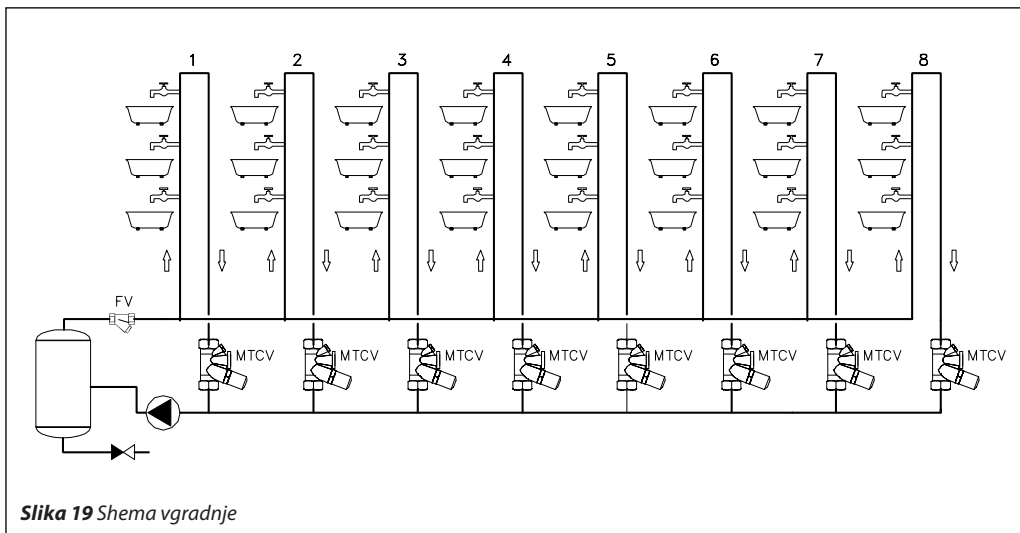 1 2 3 4 5 6 7 8
FV
MTCV MTCV MTCV MTCV MTCV MTCV MTCV MTCV
Slika 19 Shema vgradnje